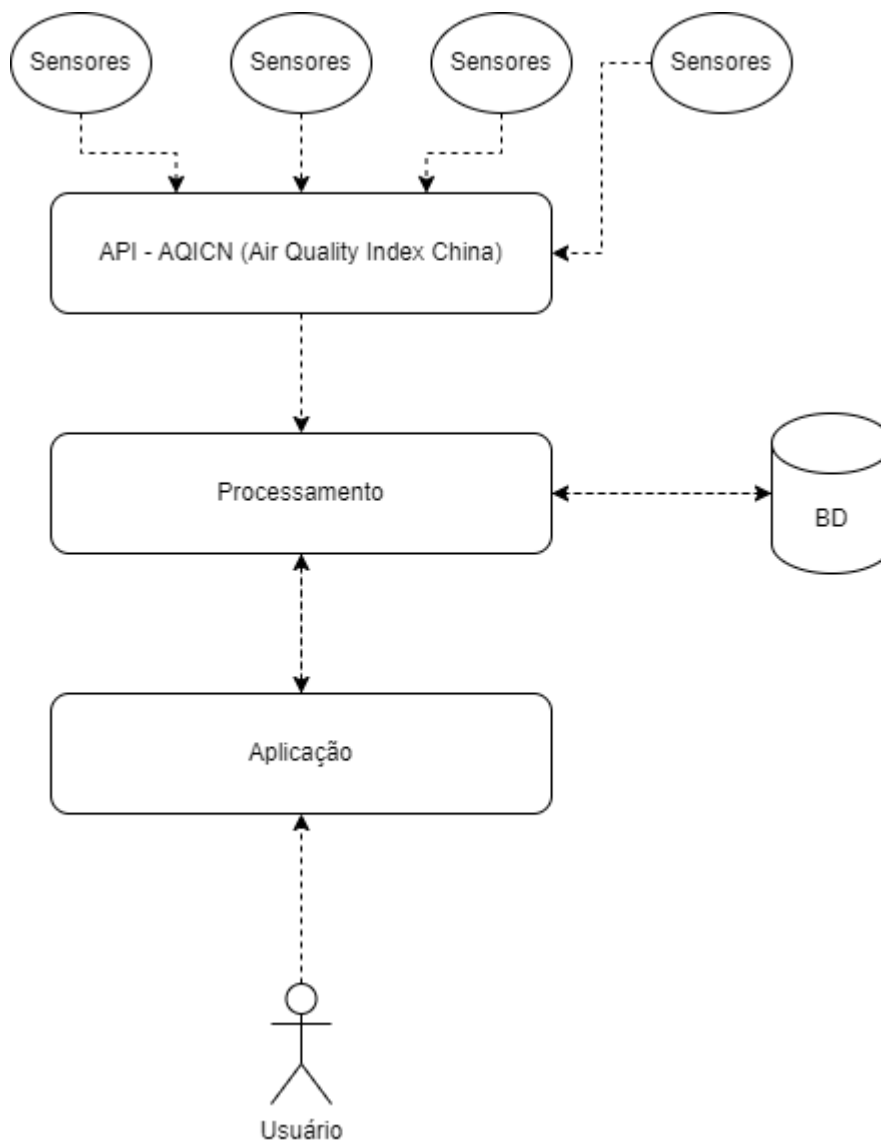 Sensores
Sensores
Sensores
Sensores
API - AQICN (Air Quality Index China)
Processamento
BD
Aplicação
Usuário